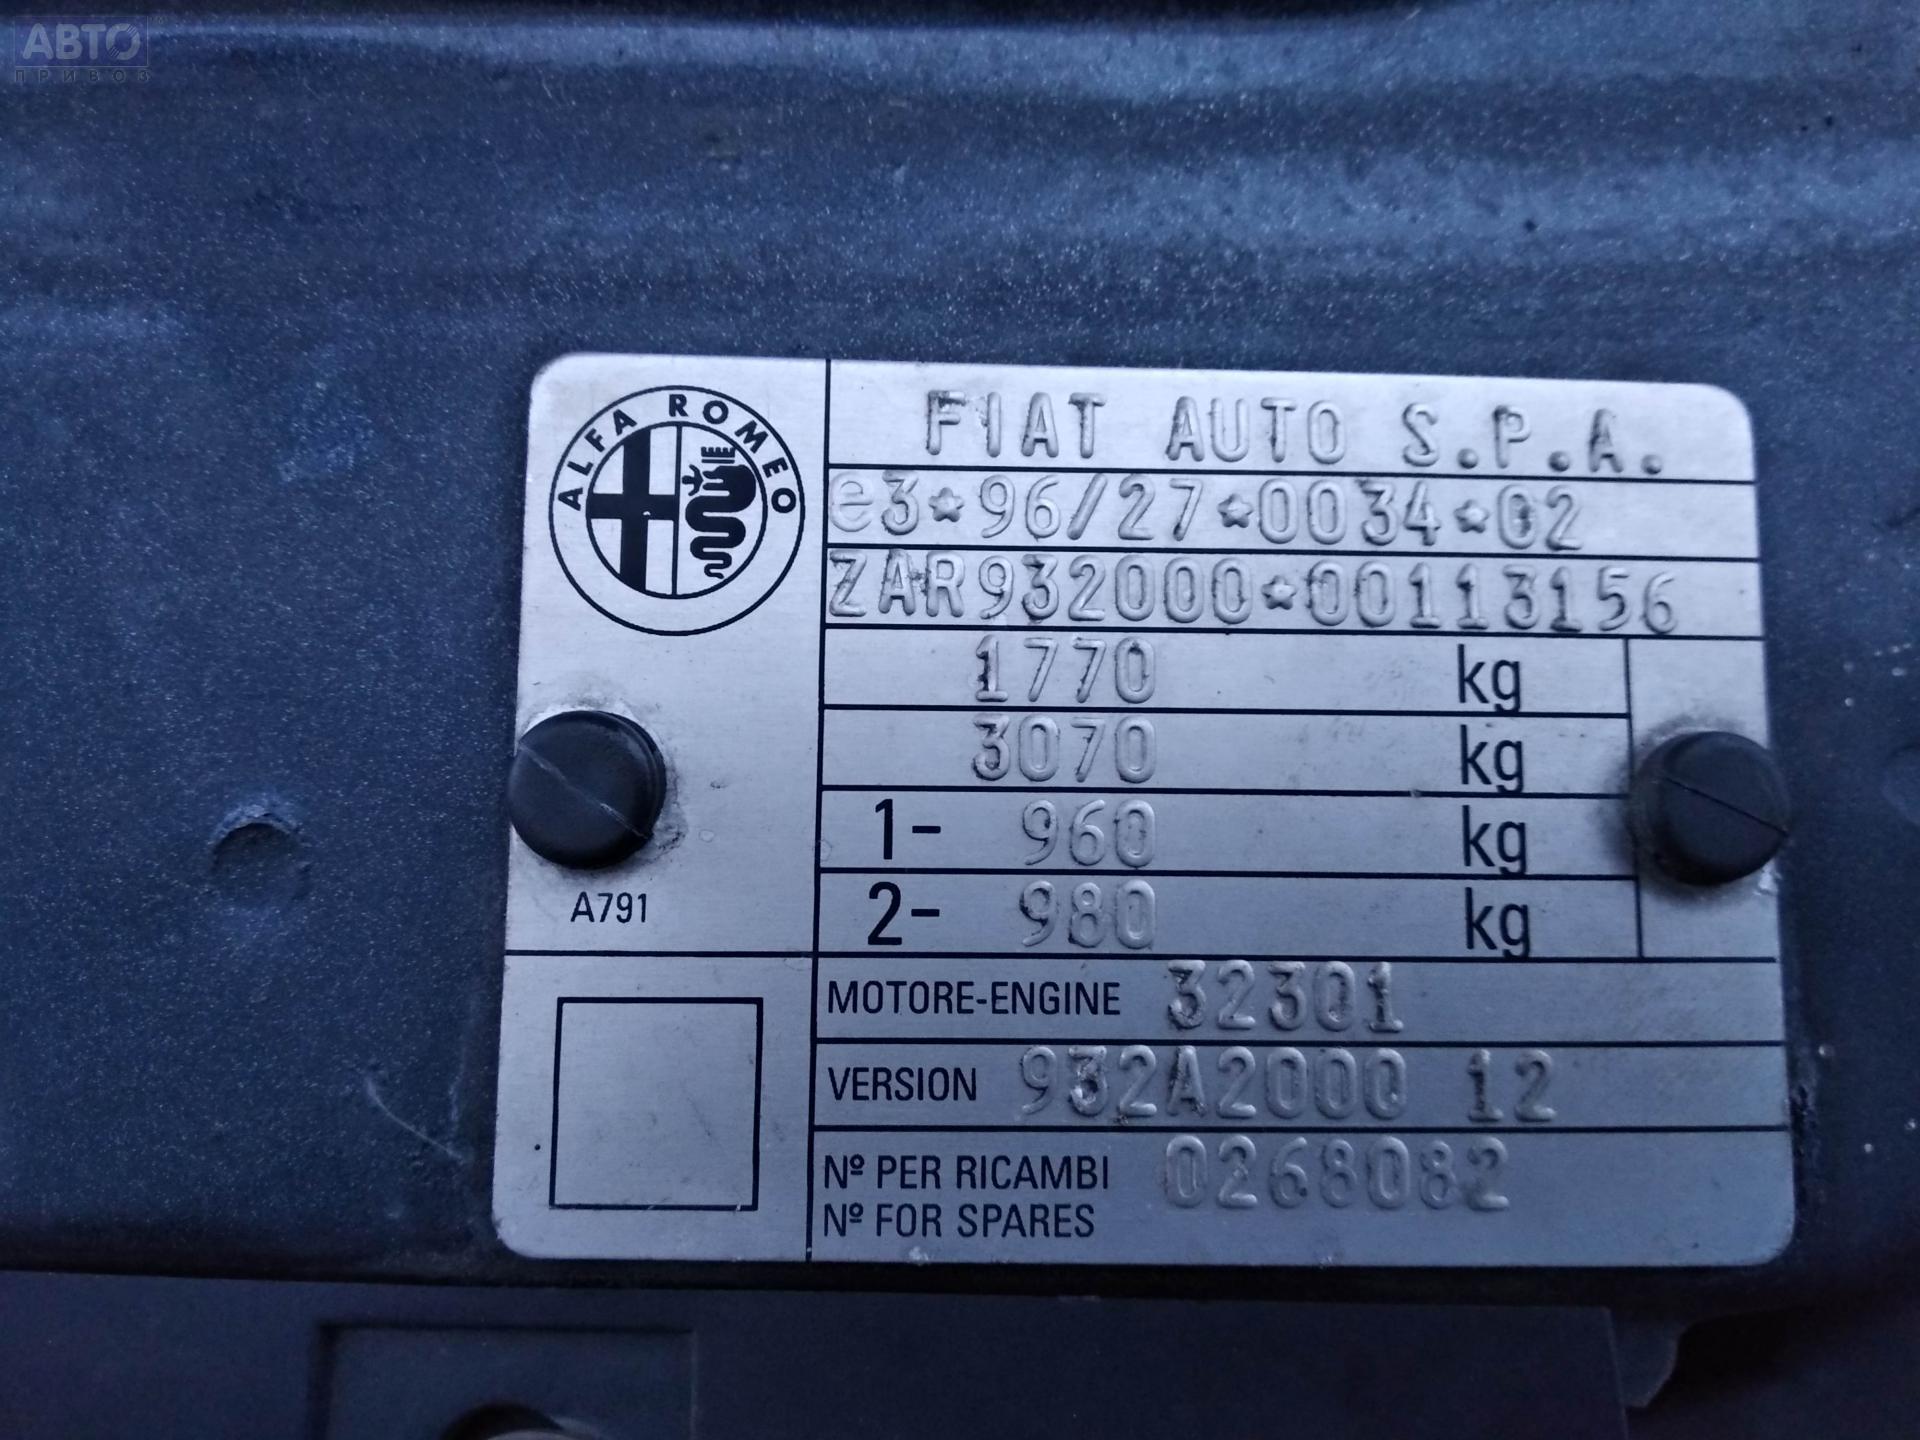 АВТО
ПРИВОЗ
ALFA ROMEO
FIAT AUTO S.P.A.
e3*96/27*0034*02
ZAR932000*00113156
1770 kg
3070 kg
1- 960 kg
2- 980 kg
A791
MOTORE-ENGINE 32301
VERSION 932A2000 12
Nº PER RICAMBI 0268082
Nº FOR SPARES